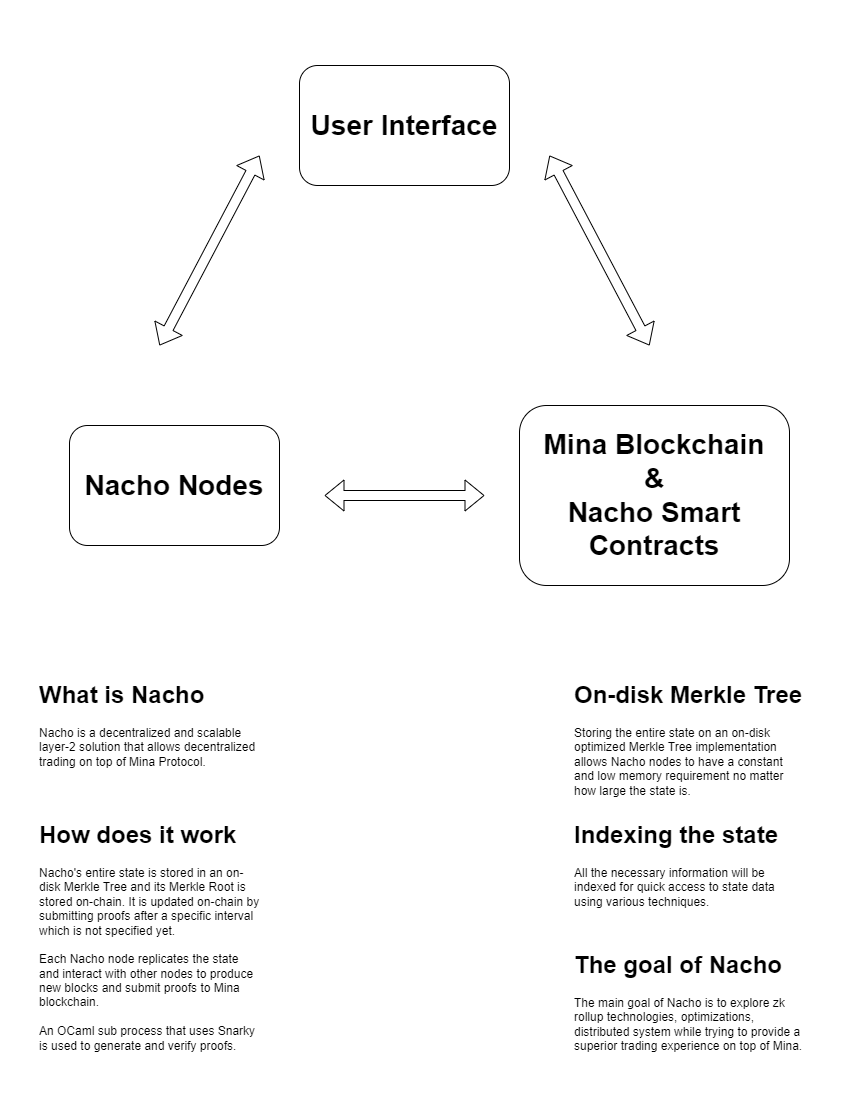 User Interface
Nacho Nodes
Mina Blockchain
&
Nacho Smart
Contracts
What is Nacho
Nacho is a decentralized and scalable
layer-2 solution that allows decentralized
trading on top of Mina Protocol.
How does it work
Nacho's entire state is stored in an on-
disk Merkle Tree and its Merkle Root is
stored on-chain. It is updated on-chain by
submitting proofs after a specific interval
which is not specified yet.
Each Nacho node replicates the state
and interact with other nodes to produce
new blocks and submit proofs to Mina
blockchain.
An OCaml sub process that uses Snarky
is used to generate and verify proofs.
On-disk Merkle Tree
Storing the entire state on an on-disk
optimized Merkle Tree implementation
allows Nacho nodes to have a constant
and low memory requirement no matter
how large the state is.
Indexing the state
All the necessary information will be
indexed for quick access to state data
using various techniques.
The goal of Nacho
The main goal of Nacho is to explore zk
rollup technologies, optimizations,
distributed system while trying to provide a
superior trading experience on top of Mina.